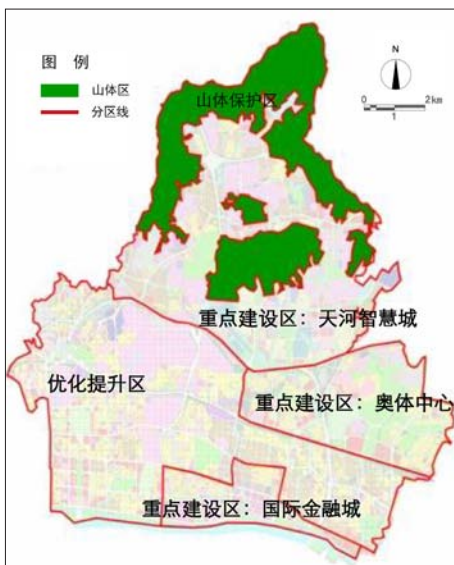 图 例
山体区
分区线
N
0 2km
1
山体保护区
重点建设区：天河智慧城
优化提升区
重点建设区：奥体中心
重点建设区：国际金融城